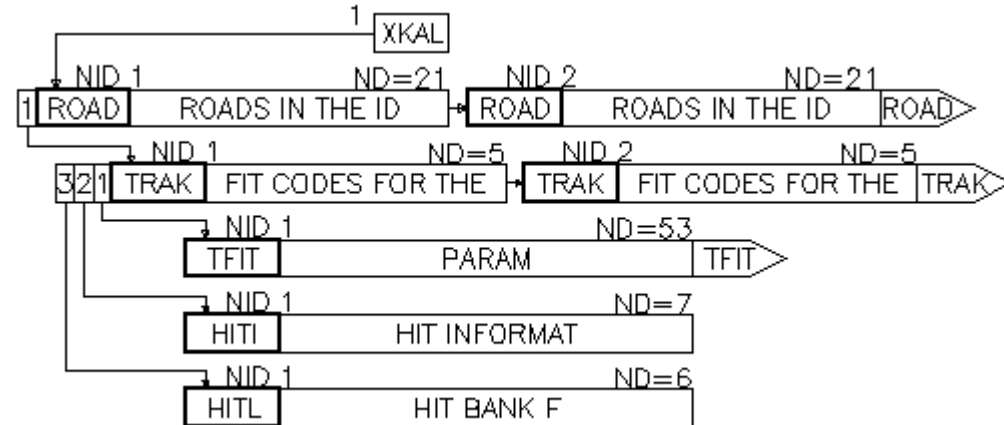 1 XKAL
NID 1 ND=21 NID 2 ND=21
1 ROAD ROADS IN THE ID ROAD ROADS IN THE ID ROAD
NID 1 ND=5 NID 2 ND=5
3 2 1 TRAK FIT CODES FOR THE TRAK FIT CODES FOR THE TRAK
NID 1 ND=53
TFIT PARAM TFIT
NID 1 ND=7
HITI HIT INFORMAT
NID 1 ND=6
HITL HIT BANK F